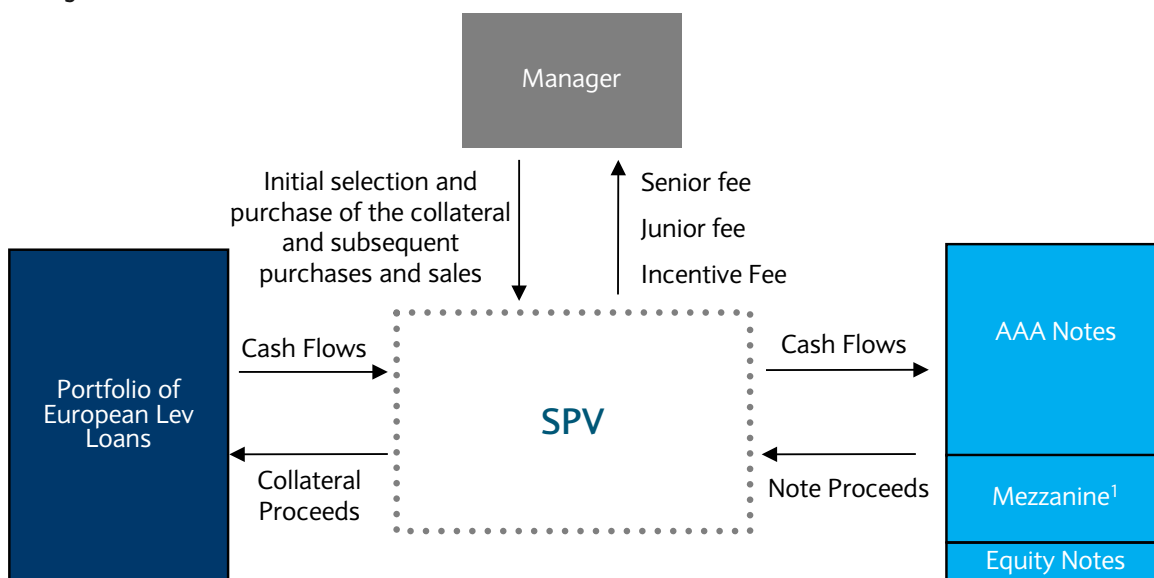 Manager
Initial selection and
purchase of the collateral
and subsequent
purchases and sales
Senior fee
Junior fee
Incentive Fee
Portfolio of
European Lev
Loans
Cash Flows
Collateral
Proceeds
SPV
Cash Flows
Note Proceeds
AAA Notes
Mezzanine¹
Equity Notes